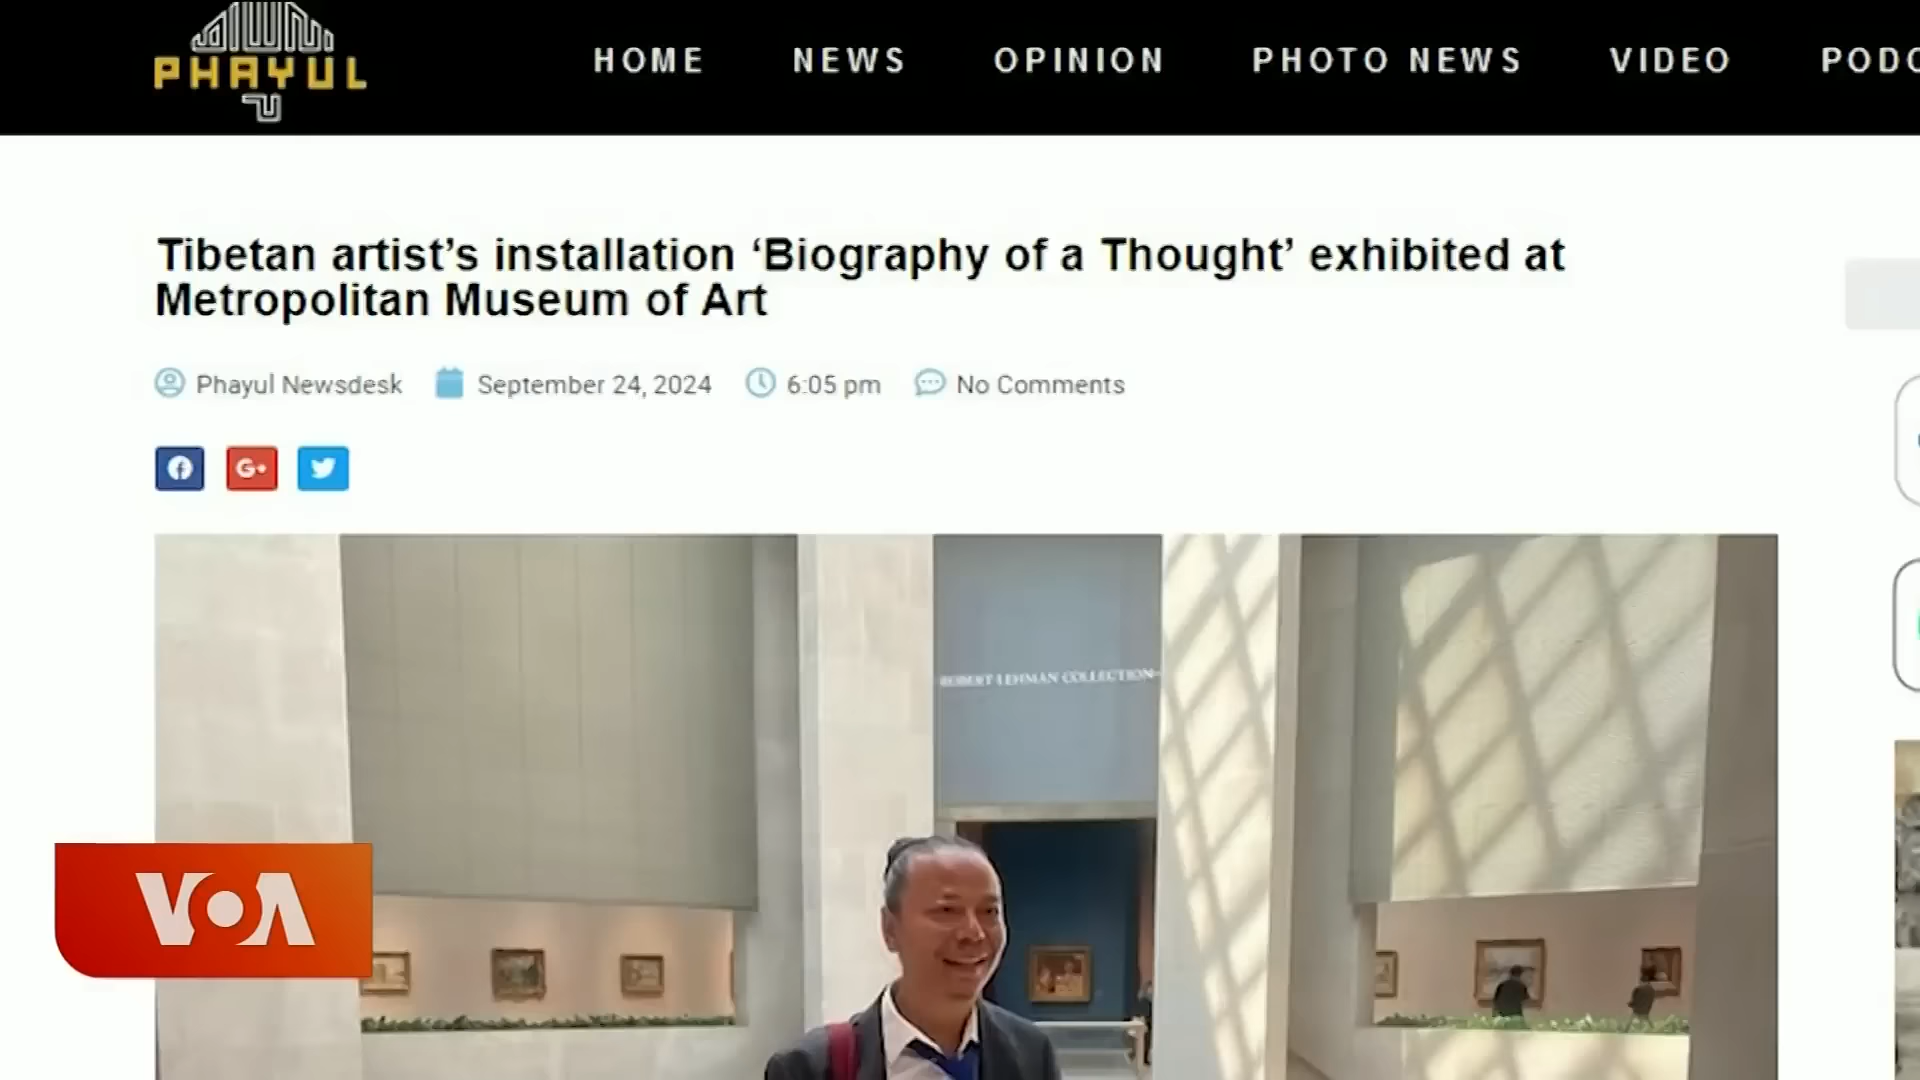 PHAYUL
HOME NEWS OPINION PHOTO NEWS VIDEO
Tibetan artist’s installation ‘Biography of a Thought’ exhibited at
Metropolitan Museum of Art
Phayul Newsdesk September 24, 2024 6:05 pm No Comments
G+
ROBERT LEHMAN COLLECTION
VOA